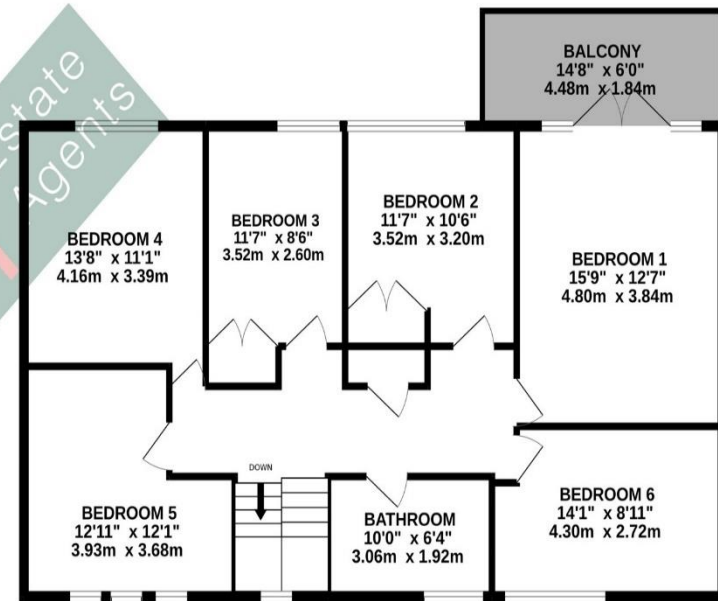 Estate
Agents
BALCONY
14'8" x 6'0"
4.48m x 1.84m
BEDROOM 4
13'8" x 11'1"
4.16m x 3.39m
BEDROOM 3
11'7" x 8'6"
3.52m x 2.60m
BEDROOM 2
11'7" x 10'6"
3.52m x 3.20m
BEDROOM 1
15'9" x 12'7"
4.80m x 3.84m
DOWN
BEDROOM 5
12'11" x 12'1"
3.93m x 3.68m
BATHROOM
10'0" x 6'4"
3.06m x 1.92m
BEDROOM 6
14'1" x 8'11"
4.30m x 2.72m